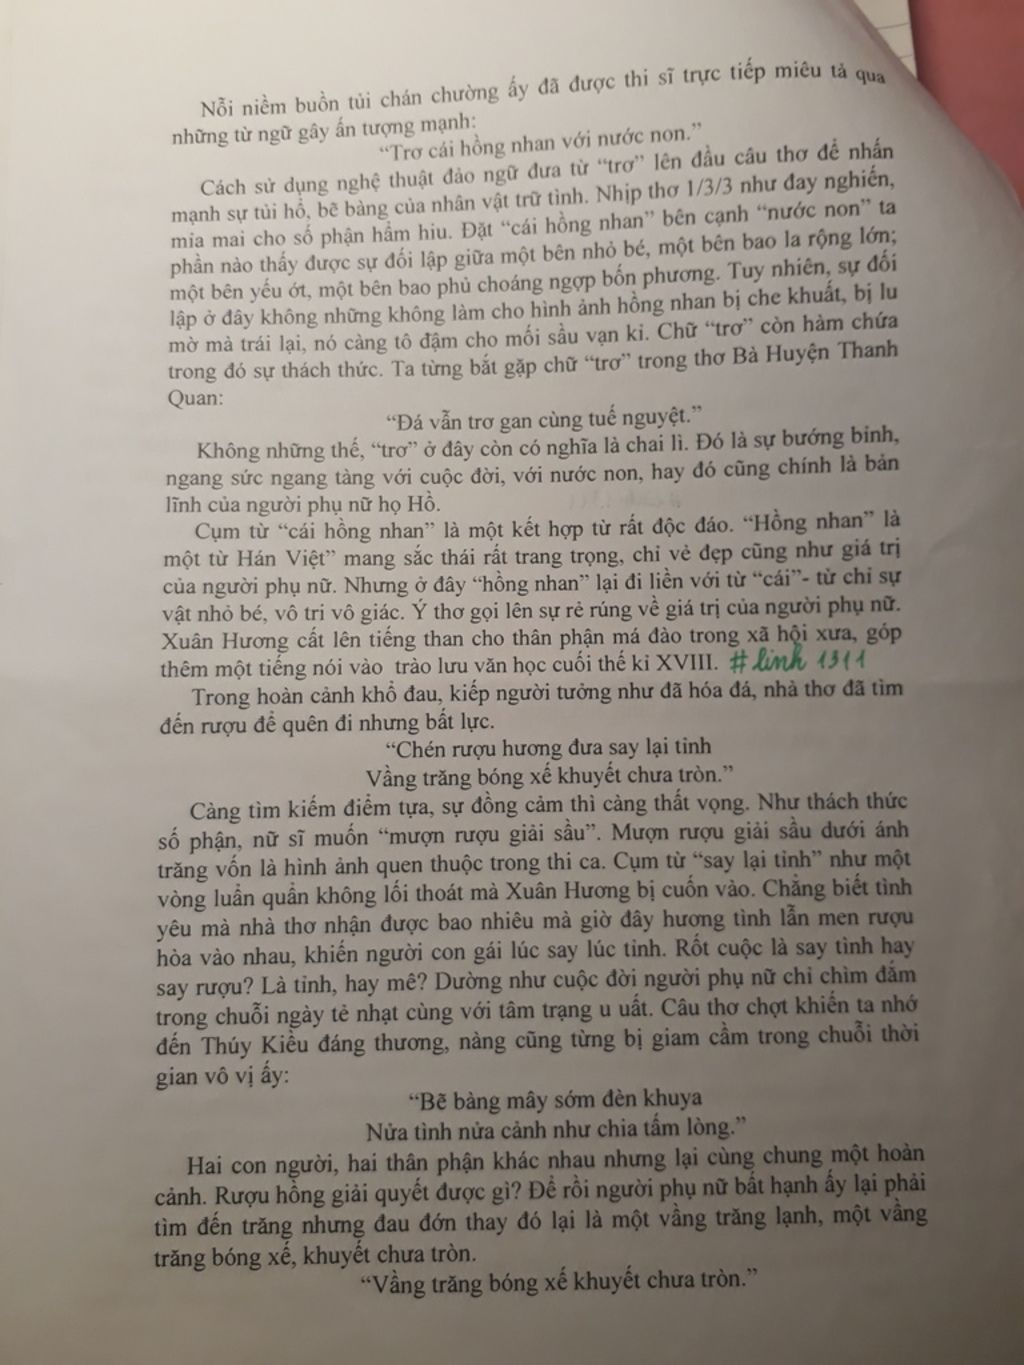 Nỗi niềm buồn tủi chán chường ấy đã được thi sĩ trực tiếp miêu tả qua
những từ ngữ gây ấn tượng mạnh:
“Trơ cái hồng nhan với nước non.”
Cách sử dụng nghệ thuật đảo ngữ đưa từ “trơ” lên đầu câu thơ để nhấn
mạnh sự tủi hổ, bẽ bàng của nhân vật trữ tình. Nhịp thơ 1/3/3 như đay nghiến,
mỉa mai cho số phận hẩm hiu. Đặt “cái hồng nhan” bên cạnh “nước non” ta
phần nào thấy được sự đối lập giữa một bên nhỏ bé, một bên bao la rộng lớn;
một bên yếu ớt, một bên bao phủ choáng ngợp bốn phương. Tuy nhiên, sự đối
lập ở đây không những không làm cho hình ảnh hồng nhan bị che khuất, bị lu
mờ mà trái lại, nó càng tô đậm cho mối sầu vạn kỉ. Chữ “trơ” còn hàm chứa
trong đó sự thách thức. Ta từng bắt gặp chữ “trơ” trong thơ Bà Huyện Thanh
Quan:
“Đá vẫn trơ gan cùng tuế nguyệt.”
Không những thế, “trơ” ở đây còn có nghĩa là chai lì. Đó là sự bướng bỉnh,
ngang sức ngang tàng với cuộc đời, với nước non, hay đó cũng chính là bản
lĩnh của người phụ nữ họ Hồ.
Cụm từ “cái hồng nhan” là một kết hợp từ rất độc đáo. “Hồng nhan” là
một từ Hán Việt” mang sắc thái rất trang trọng, chỉ vẻ đẹp cũng như giá trị
của người phụ nữ. Nhưng ở đây “hồng nhan” lại đi liền với từ “cái”- từ chỉ sự
vật nhỏ bé, vô tri vô giác. Ý thơ gọi lên sự rẻ rúng về giá trị của người phụ nữ.
Xuân Hương cất lên tiếng than cho thân phận má đào trong xã hội xưa, góp
thêm một tiếng nói vào trào lưu văn học cuối thế kỉ XVIII. #linh 1311
Trong hoàn cảnh khổ đau, kiếp người tưởng như đã hóa đá, nhà thơ đã tìm
đến rượu để quên đi nhưng bất lực.
“Chén rượu hương đưa say lại tỉnh
Vầng trăng bóng xế khuyết chưa tròn.”
Càng tìm kiếm điểm tựa, sự đồng cảm thì càng thất vọng. Như thách thức
số phận, nữ sĩ muốn “mượn rượu giải sầu”. Mượn rượu giải sầu dưới ánh
trăng vốn là hình ảnh quen thuộc trong thi ca. Cụm từ “say lại tỉnh” như một
vòng luẩn quẩn không lối thoát mà Xuân Hương bị cuốn vào. Chẳng biết tình
yêu mà nhà thơ nhận được bao nhiêu mà giờ đây hương tình lẫn men rượu
hòa vào nhau, khiến người con gái lúc say lúc tỉnh. Rốt cuộc là say tình hay
say rượu? Là tỉnh, hay mê? Dường như cuộc đời người phụ nữ chỉ chìm đắm
trong chuỗi ngày tẻ nhạt cùng với tâm trạng u uất. Câu thơ chợt khiến ta nhớ
đến Thúy Kiều đáng thương, nàng cũng từng bị giam cầm trong chuỗi thời
gian vô vị ấy:
“Bẽ bàng mây sớm đèn khuya
Nửa tình nửa cảnh như chia tấm lòng.”
Hai con người, hai thân phận khác nhau nhưng lại cùng chung một hoàn
cảnh. Rượu hồng giải quyết được gì? Để rồi người phụ nữ bất hạnh ấy lại phải
tìm đến trăng nhưng đau đớn thay đó lại là một vầng trăng lạnh, một vầng
trăng bóng xế, khuyết chưa tròn.
“Vầng trăng bóng xế khuyết chưa tròn.”